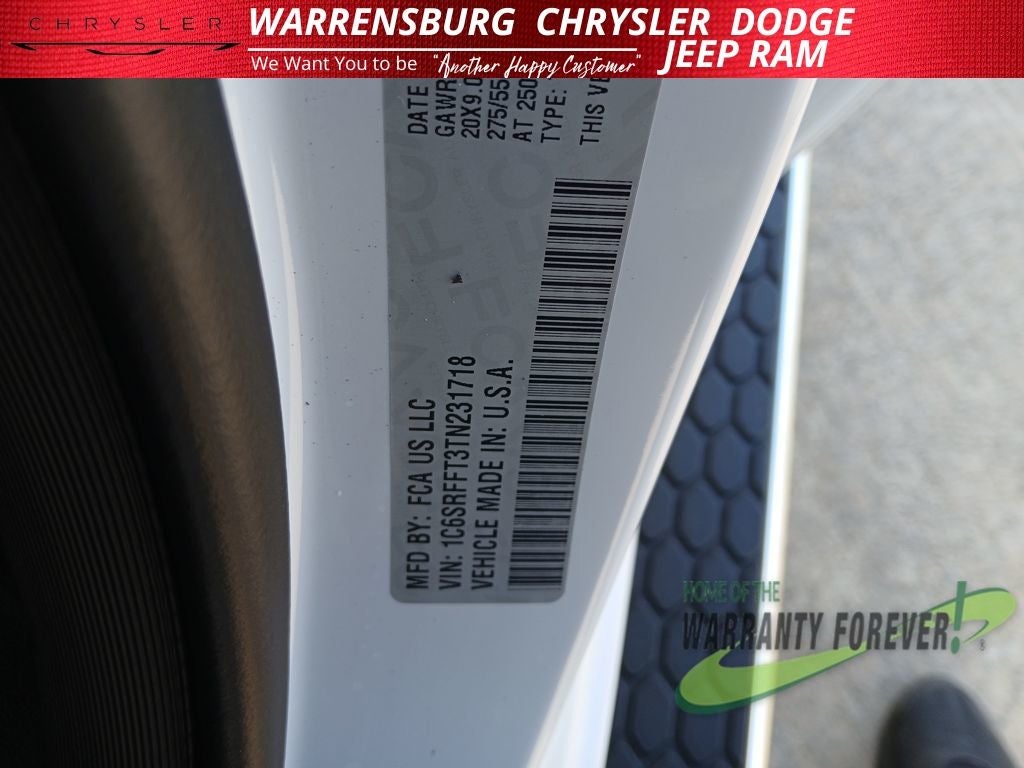 CHRYSLER
WARRENSBURG CHRYSLER DODGE
JEEP RAM
We Want You to be "Another Happy Customer"
MFD BY: FCA US LLC
VIN: 1C6SRFFT3TN231718
VEHICLE MADE IN: U.S.A.
DATE
GAWR
20X9.0
275/55
AT 250
TYPE:
THIS VE
HOME OF THE
WARRANTY FOREVER!
®